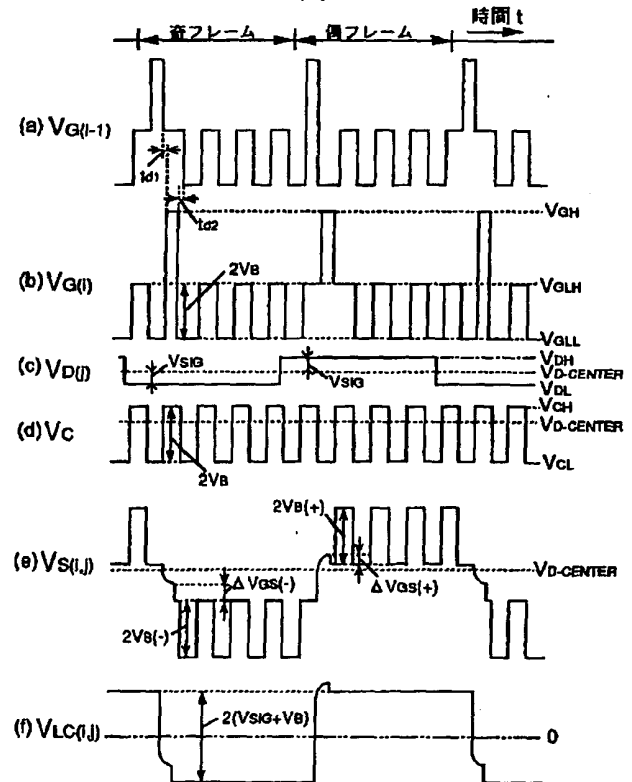 時間 t
奇フレーム 偶フレーム
(a) VG(i-1)
td1
td2
VGH
2VB
(b) VG(i)
VGLH
VGLL
(c) VD(j)
VSIG
VSIG
VDH
VD-CENTER
VDL
VCH
(d) VC
VD-CENTER
2VB
VCL
2VB(+)
(e) VS(i,j)
VD-CENTER
ΔVGS(-)
ΔVGS(+)
2VB(-)
(f) VLC(i,j)
2(VSIG+VB)
0